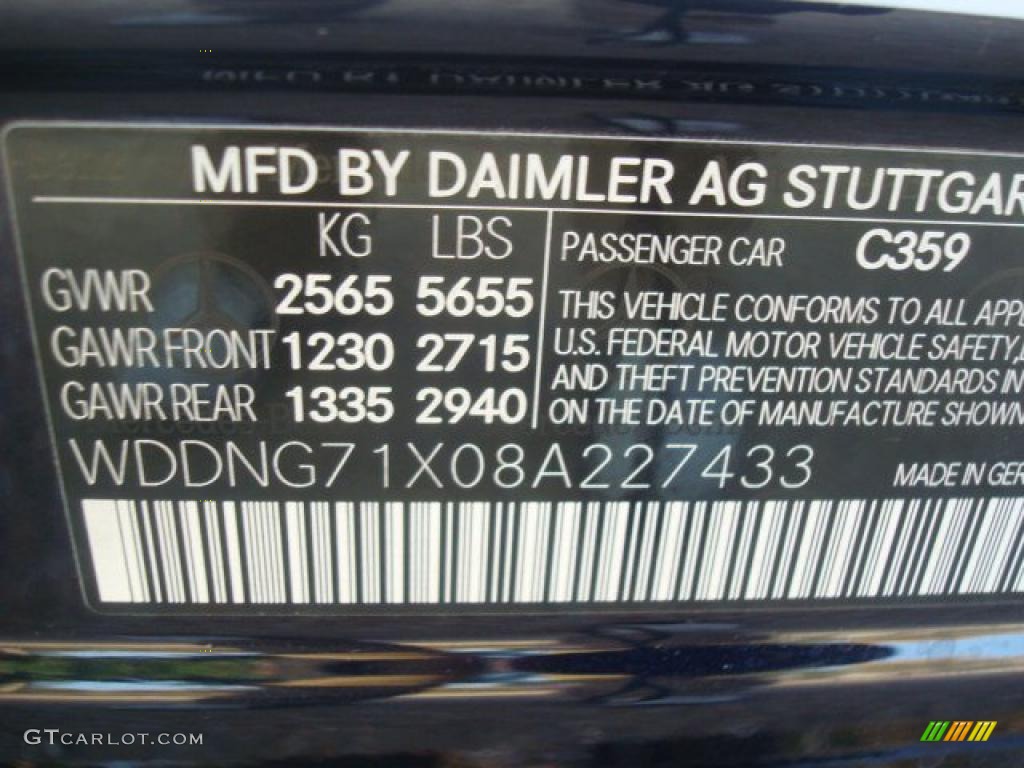 MFD BY DAIMLER AG STUTTGAR
KG LBS
GVWR 2565 5655
GAWR FRONT 1230 2715
GAWR REAR 1335 2940
PASSENGER CAR C359
THIS VEHICLE CONFORMS TO ALL APPL
U.S. FEDERAL MOTOR VEHICLE SAFETY,
AND THEFT PREVENTION STANDARDS IN
ON THE DATE OF MANUFACTURE SHOWN
WDDNG71X08A227433
MADE IN GER
GTCARLOT.COM